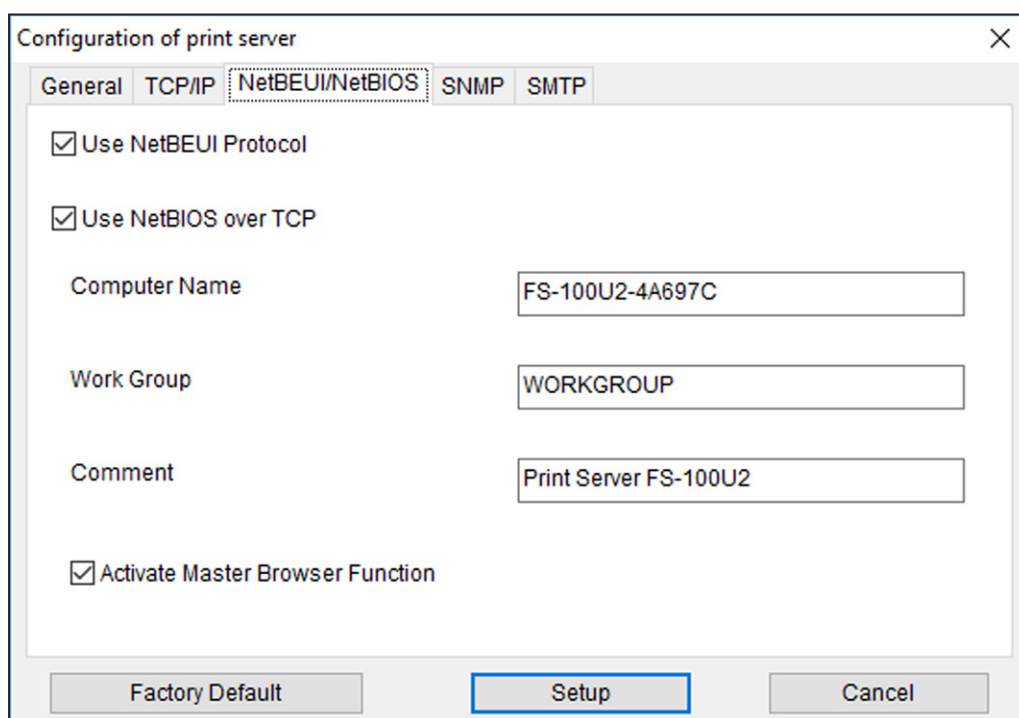 Configuration of print server
General TCP/IP NetBEUI/NetBIOS SNMP SMTP
Use NetBEUI Protocol
Use NetBIOS over TCP
Computer Name FS-100U2-4A697C
Work Group WORKGROUP
Comment Print Server FS-100U2
Activate Master Browser Function
Factory Default Setup Cancel